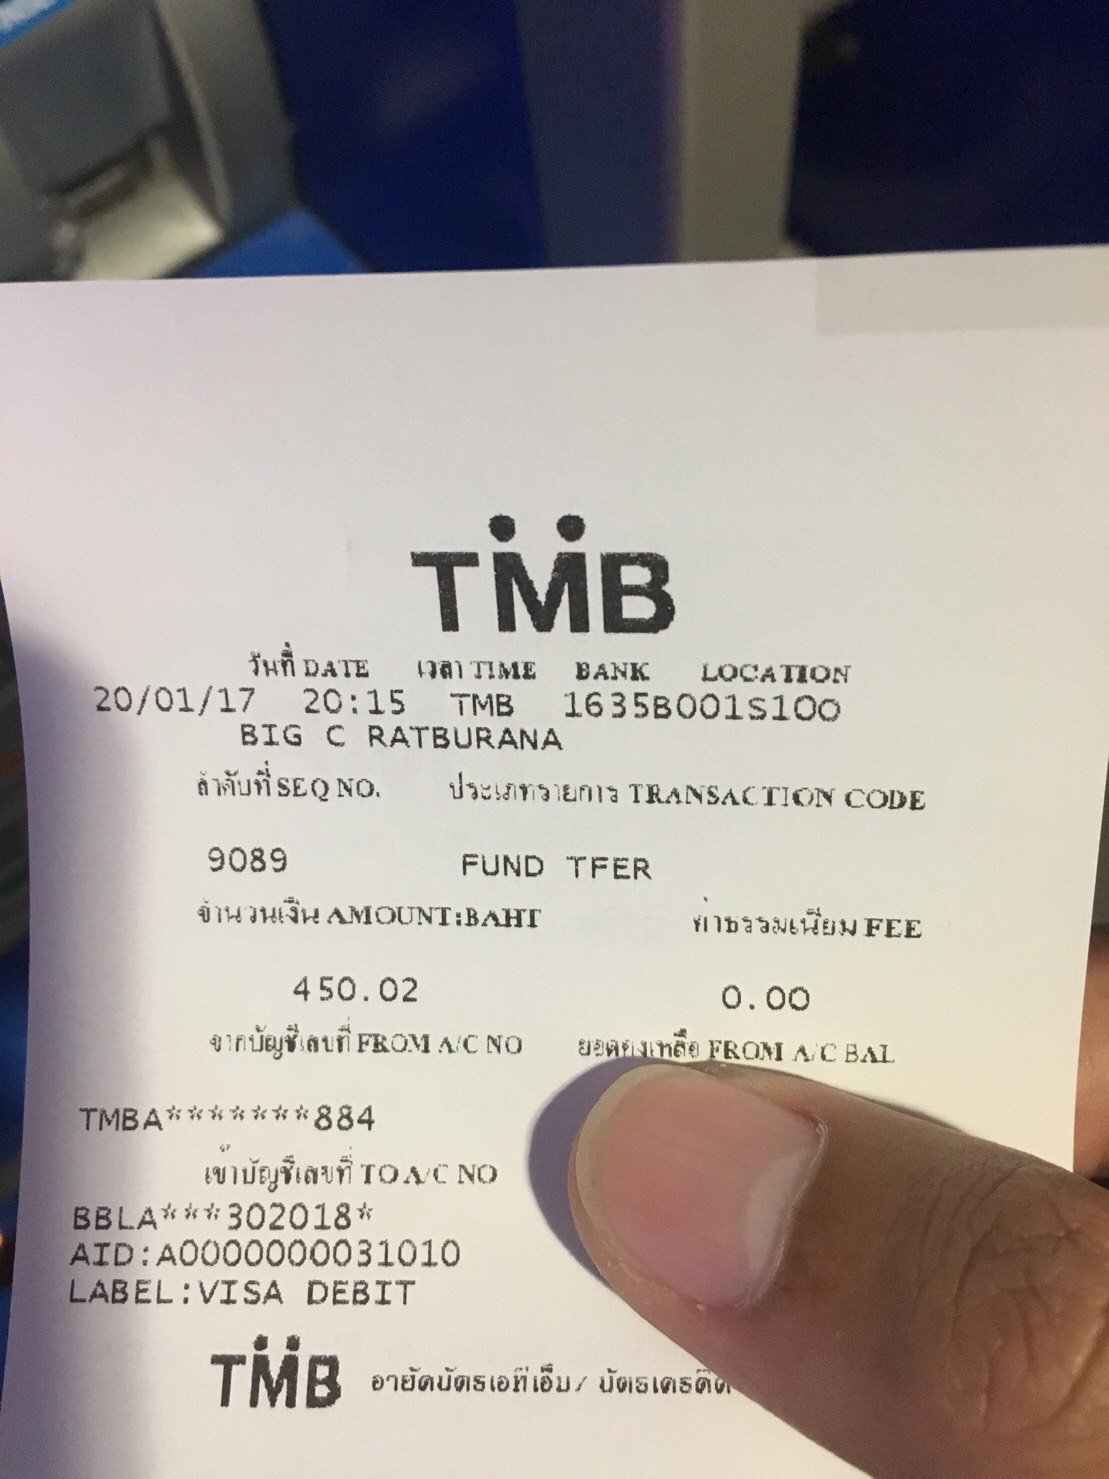 TMB
วันที่ DATE เวลา TIME BANK LOCATION
20/01/17 20:15 TMB 1635B001S100
BIG C RATBURANA
ลำดับที่ SEQ NO. ประเภทรายการ TRANSACTION CODE
9089 FUND TFER
จำนวนเงิน AMOUNT:BAHT ค่าธรรมเนียม FEE
450.02 0.00
จากบัญชีเลขที่ FROM A/C NO ยอดคงเหลือ FROM A/C BAL
TMBA*******884
เข้าบัญชีเลขที่ TO A/C NO
BBLA***302018*
AID:A0000000031010
LABEL:VISA DEBIT
TMB อายัดบัตรเอทีเอ็ม/ บัตรเครดิต